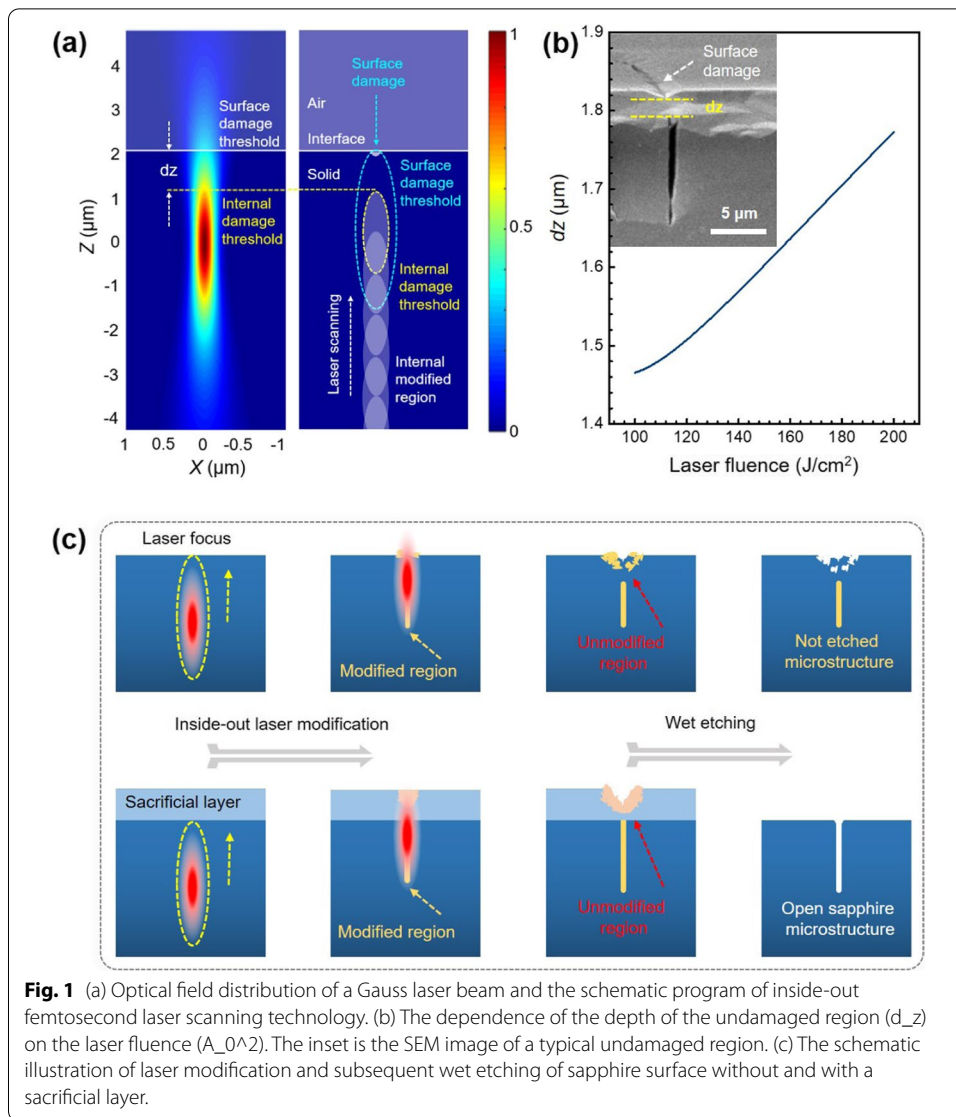 (a)
4
3
2
1
0
-1
-2
-3
-4
Z (μm)
1
0.5
0
-0.5
-1
X (μm)
Surface
damage
threshold
dz
Internal
damage
threshold
Surface
damage
Air
Interface
Solid
Surface
damage
threshold
Internal
damage
threshold
Laser scanning
Internal
modified
region
1
0.5
0
(b)
1.9
1.8
1.7
1.6
1.5
1.4
dz (μm)
Surface
damage
dz
5 μm
100
120
140
160
180
200
Laser fluence (J/cm²)
(c)
Laser focus
Modified region
Unmodified
region
Not etched
microstructure
Inside-out laser modification
Wet etching
Sacrificial layer
Modified region
Unmodified
region
Open sapphire
microstructure
Fig. 1 (a) Optical field distribution of a Gauss laser beam and the schematic program of inside-out
femtosecond laser scanning technology. (b) The dependence of the depth of the undamaged region (d_z)
on the laser fluence (A_0^2). The inset is the SEM image of a typical undamaged region. (c) The schematic
illustration of laser modification and subsequent wet etching of sapphire surface without and with a
sacrificial layer.